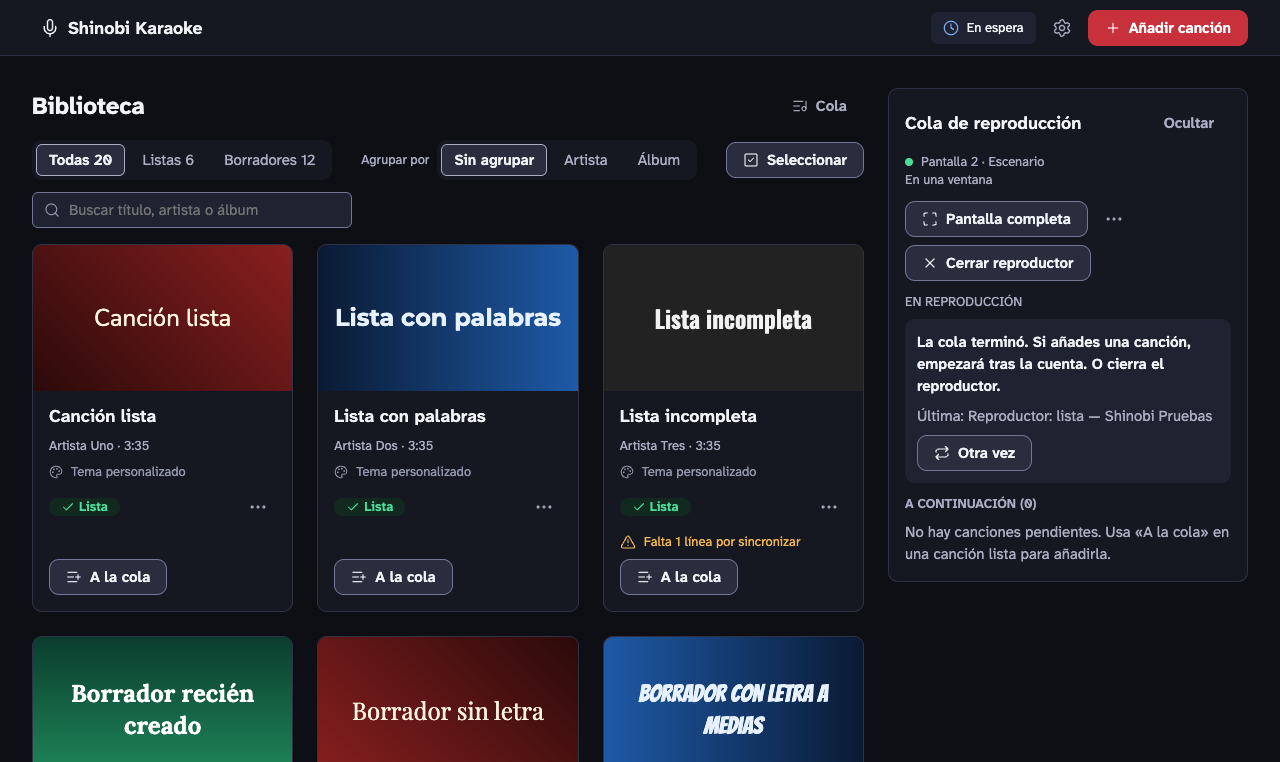 Shinobi Karaoke
En espera
Añadir canción
Biblioteca
Cola
Todas 20
Listas 6
Borradores 12
Agrupar por
Sin agrupar
Artista
Álbum
Seleccionar
Buscar título, artista o álbum
Canción lista
Canción lista
Artista Uno · 3:35
Tema personalizado
Lista
A la cola
Lista con palabras
Lista con palabras
Artista Dos · 3:35
Tema personalizado
Lista
A la cola
Lista incompleta
Lista incompleta
Artista Tres · 3:35
Tema personalizado
Lista
Falta 1 línea por sincronizar
A la cola
Borrador recién
creado
Borrador sin letra
BORRADOR CON LETRA A
MEDIAS
Cola de reproducción
Ocultar
Pantalla 2 · Escenario
En una ventana
Pantalla completa
Cerrar reproductor
EN REPRODUCCIÓN
La cola terminó. Si añades una canción,
empezará tras la cuenta. O cierra el
reproductor.
Última: Reproductor: lista — Shinobi Pruebas
Otra vez
A CONTINUACIÓN (0)
No hay canciones pendientes. Usa «A la cola» en
una canción lista para añadirla.